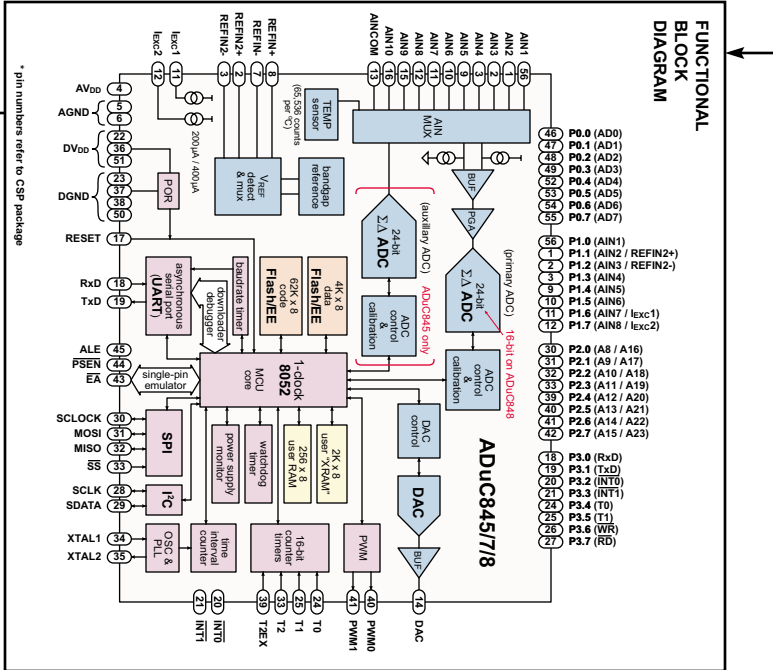 FUNCTIONAL
BLOCK
DIAGRAM
ADuC845/7/8
AIN1 56
AIN2 1
AIN3 2
AIN4 3
AIN5 9
AIN6 10
AIN7 11
AIN8 12
AIN9 15
AIN10 16
AINCOM 13
REFIN+ 8
REFIN- 7
REFIN2+ 2
REFIN2- 3
IEXC1 11
IEXC2 12
200µA / 400µA
AIN
MUX
TEMP
sensor
(65,536 counts
per ºC)
VREF
detect
& mux
bandgap
reference
BUF
PGA
(primary ADC)
24-bit
ΣΔ ADC
16-bit on ADuC848
ADC
control
&
calibration
(auxillary ADC)
24-bit
ΣΔ ADC
ADuC845 only
ADC
control &
calibration
DAC
control
DAC
BUF
14 DAC
AVDD 4
AGND 5
6
DVDD 22
36
51
DGND 23
37
38
50
POR
RESET 17
RxD 18
TxD 19
asynchronous
serial port
(UART)
baudrate timer
downloader
debugger
62K x 8
code
Flash/EE
4K x 8
data
Flash/EE
ALE 45
PSEN 44
EA 43
single-pin
emulator
1-clock
8052
MCU
core
SCLOCK 30
MOSI 31
MISO 32
SS 33
SPI
SCLK 28
SDATA 29
I²C
XTAL1 34
XTAL2 35
OSC &
PLL
power supply
monitor
watchdog
timer
256 x 8
user RAM
2K x 8
user "XRAM"
time
interval
counter
16-bit
counter
timers
PWM
21 INT1
20 INT0
39 T2EX
33 T2
25 T1
24 T0
41 PWM1
40 PWM0
46 P0.0 (AD0)
47 P0.1 (AD1)
48 P0.2 (AD2)
49 P0.3 (AD3)
52 P0.4 (AD4)
53 P0.5 (AD5)
54 P0.6 (AD6)
55 P0.7 (AD7)
56 P1.0 (AIN1)
1 P1.1 (AIN2 / REFIN2+)
2 P1.2 (AIN3 / REFIN2-)
3 P1.3 (AIN4)
9 P1.4 (AIN5)
10 P1.5 (AIN6)
11 P1.6 (AIN7 / IEXC1)
12 P1.7 (AIN8 / IEXC2)
30 P2.0 (A8 / A16)
31 P2.1 (A9 / A17)
32 P2.2 (A10 / A18)
33 P2.3 (A11 / A19)
39 P2.4 (A12 / A20)
40 P2.5 (A13 / A21)
41 P2.6 (A14 / A22)
42 P2.7 (A15 / A23)
18 P3.0 (RxD)
19 P3.1 (TxD)
20 P3.2 (INT0)
21 P3.3 (INT1)
24 P3.4 (T0)
25 P3.5 (T1)
26 P3.6 (WR)
27 P3.7 (RD)
* pin numbers refer to CSP package